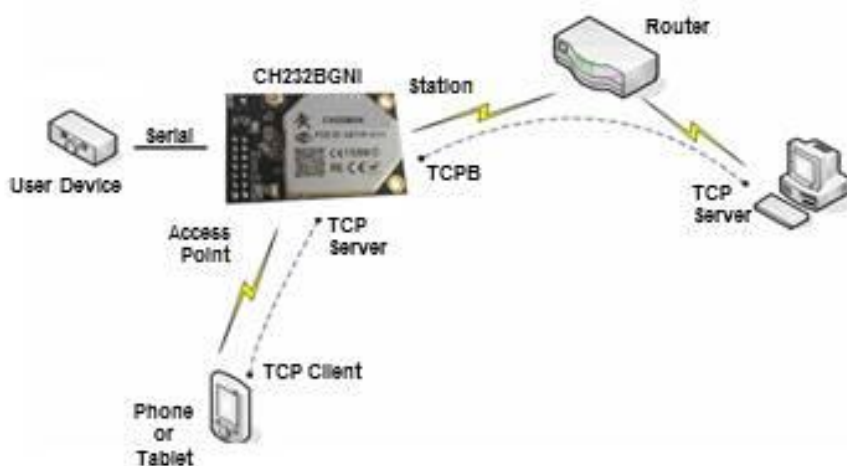 Router
CH232BGNI
Station
Serial
User Device
TCPB
TCP
Server
Access
Point
TCP
Server
TCP Client
Phone
or
Tablet